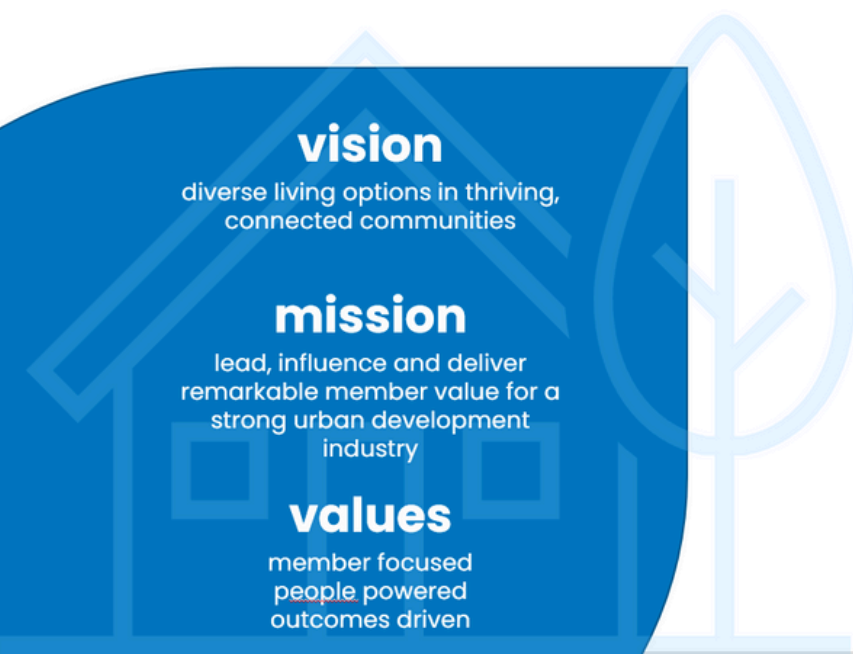 vision
diverse living options in thriving,
connected communities
mission
lead, influence and deliver
remarkable member value for a
strong urban development
industry
values
member focused
people powered
outcomes driven